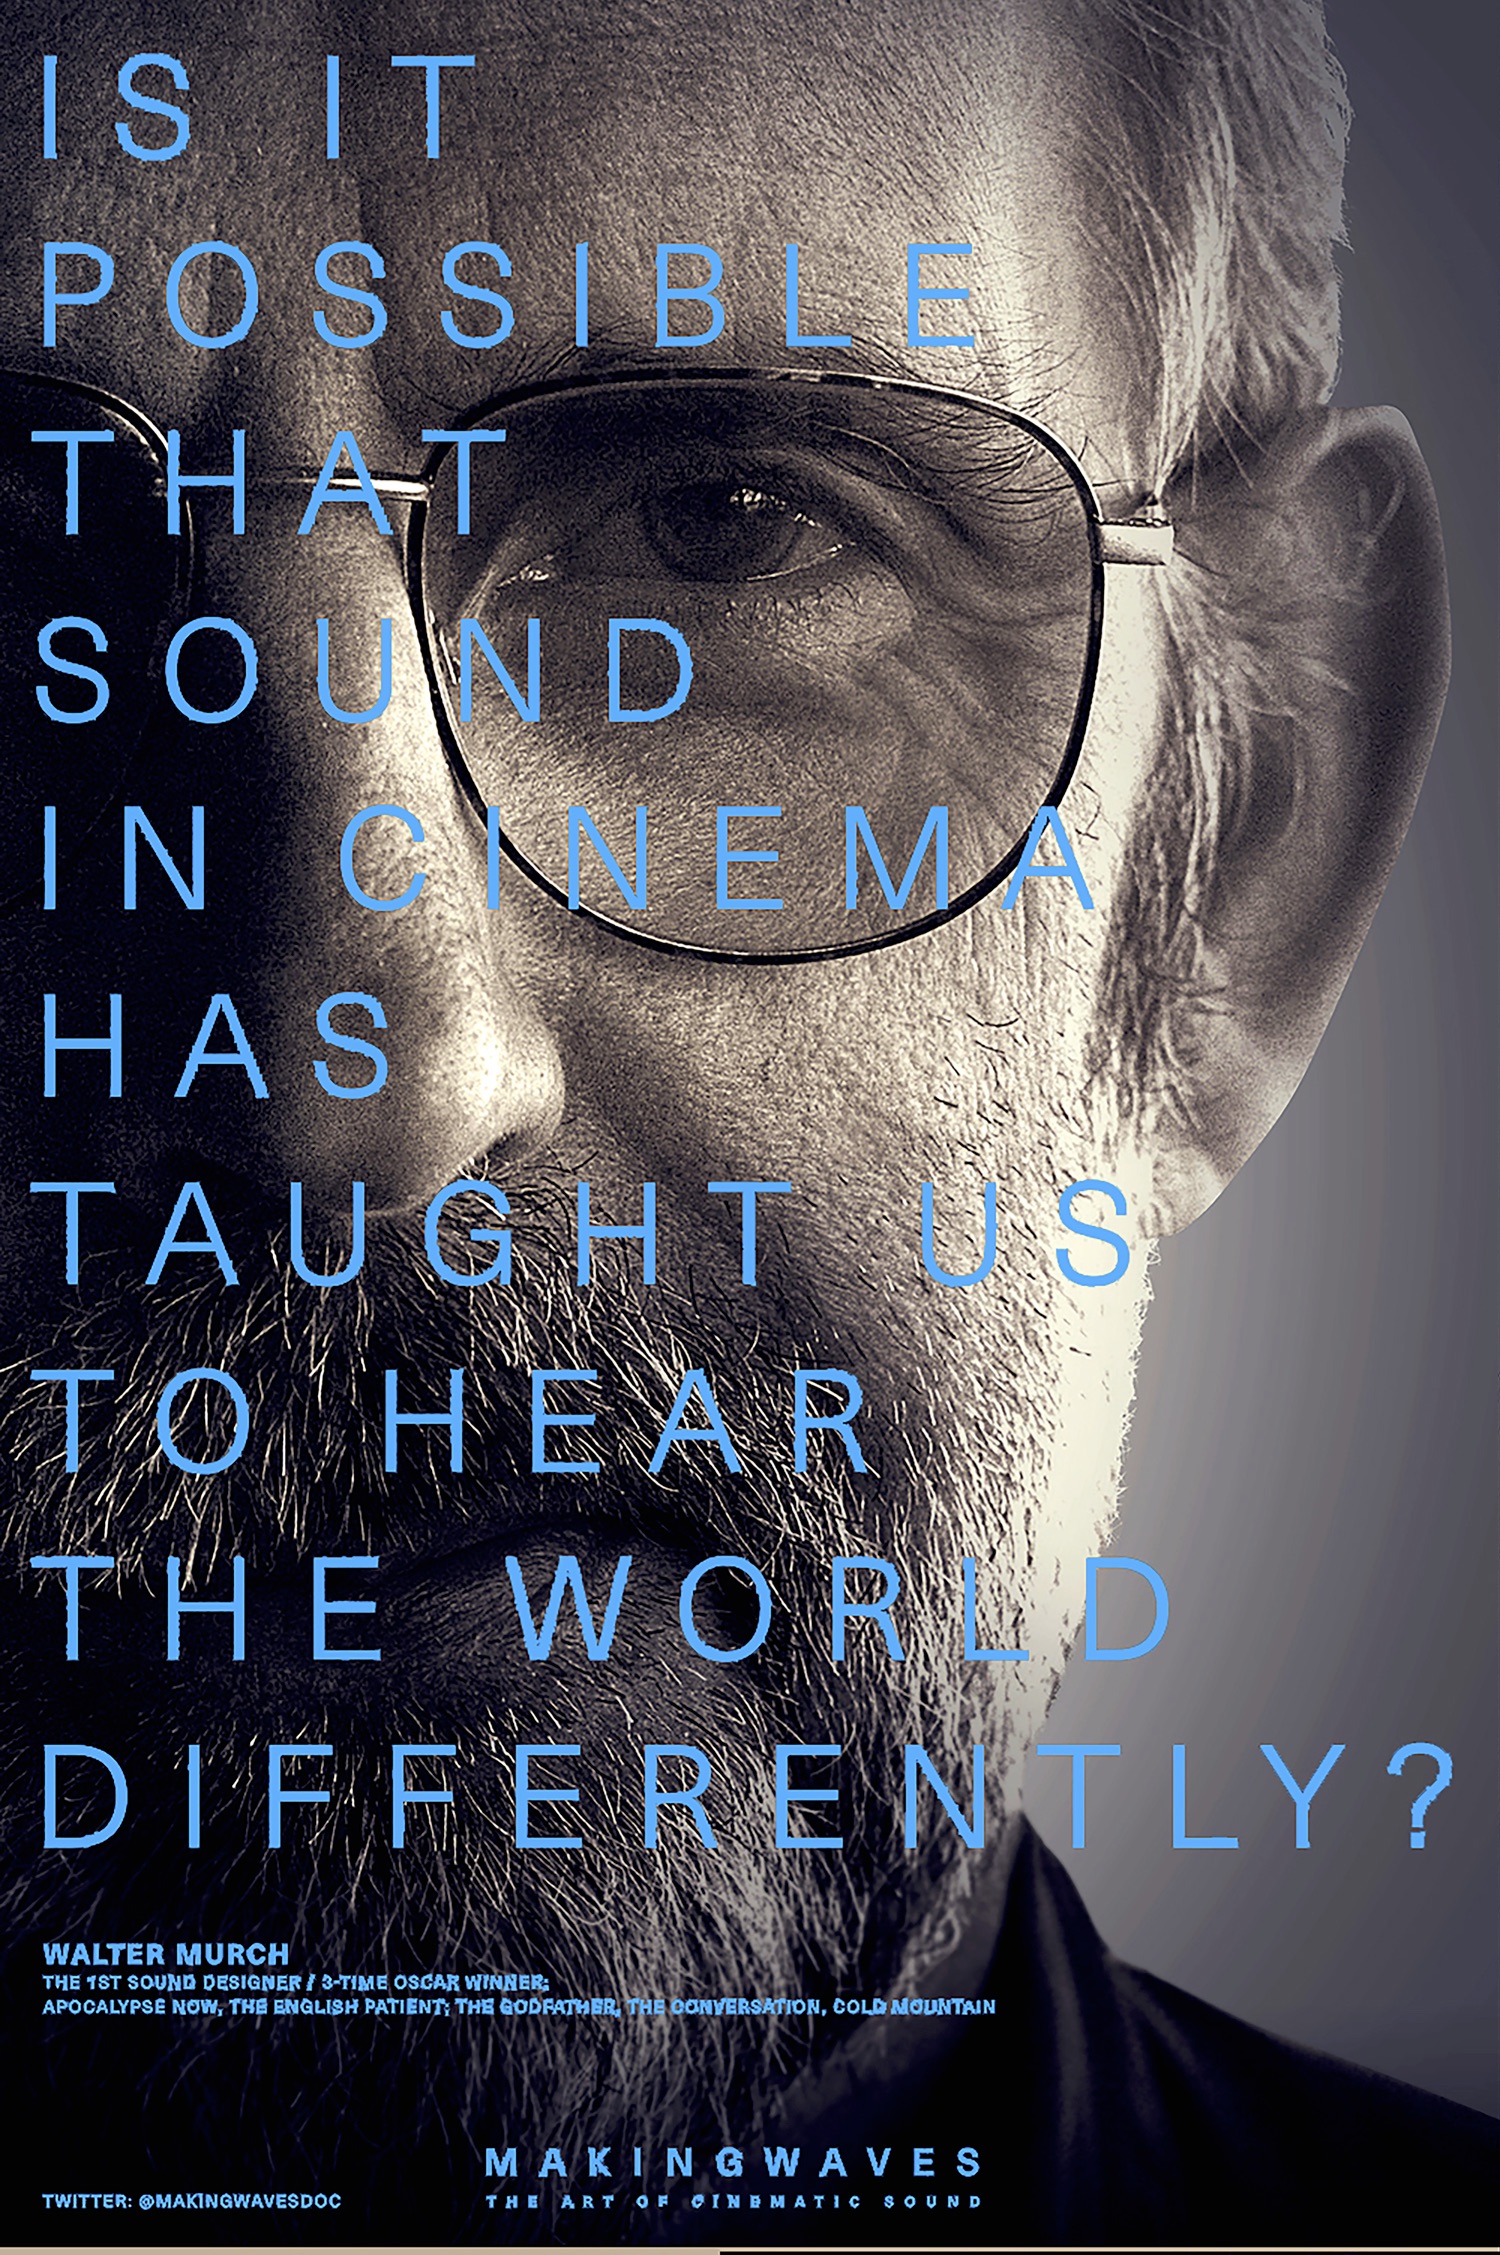 IS IT
POSSIBLE
THAT
SOUND
IN CINEMA
HAS
TAUGHT US
TO HEAR
THE WORLD
DIFFERENTLY?
WALTER MURCH
THE 1ST SOUND DESIGNER / 3-TIME OSCAR WINNER:
APOCALYPSE NOW, THE ENGLISH PATIENT; THE GODFATHER, THE CONVERSATION, COLD MOUNTAIN
MAKINGWAVES
THE ART OF CINEMATIC SOUND
TWITTER: @MAKINGWAVESDOC